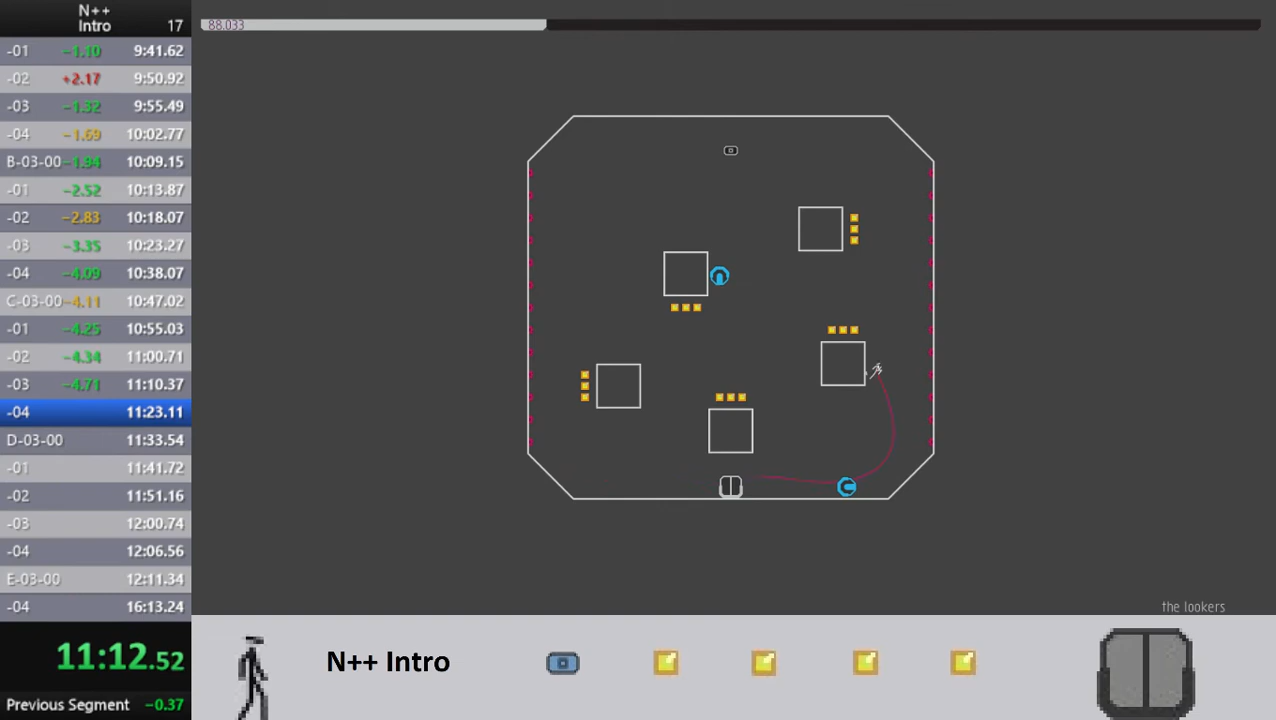 N++
Intro 17
-01 -1.10 9:41.62
-02 +2.17 9:50.92
-03 -1.32 9:55.49
-04 -1.69 10:02.77
B-03-00 -1.94 10:09.15
-01 -2.52 10:13.87
-02 -2.83 10:18.07
-03 -3.35 10:23.27
-04 -4.09 10:38.07
C-03-00 -4.11 10:47.02
-01 -4.25 10:55.03
-02 -4.34 11:00.71
-03 -4.71 11:10.37
-04 11:23.11
D-03-00 11:33.54
-01 11:41.72
-02 11:51.16
-03 12:00.74
-04 12:06.56
E-03-00 12:11.34
-04 16:13.24
11:12.52
Previous Segment -0.37
88.033
the lookers
N++ Intro